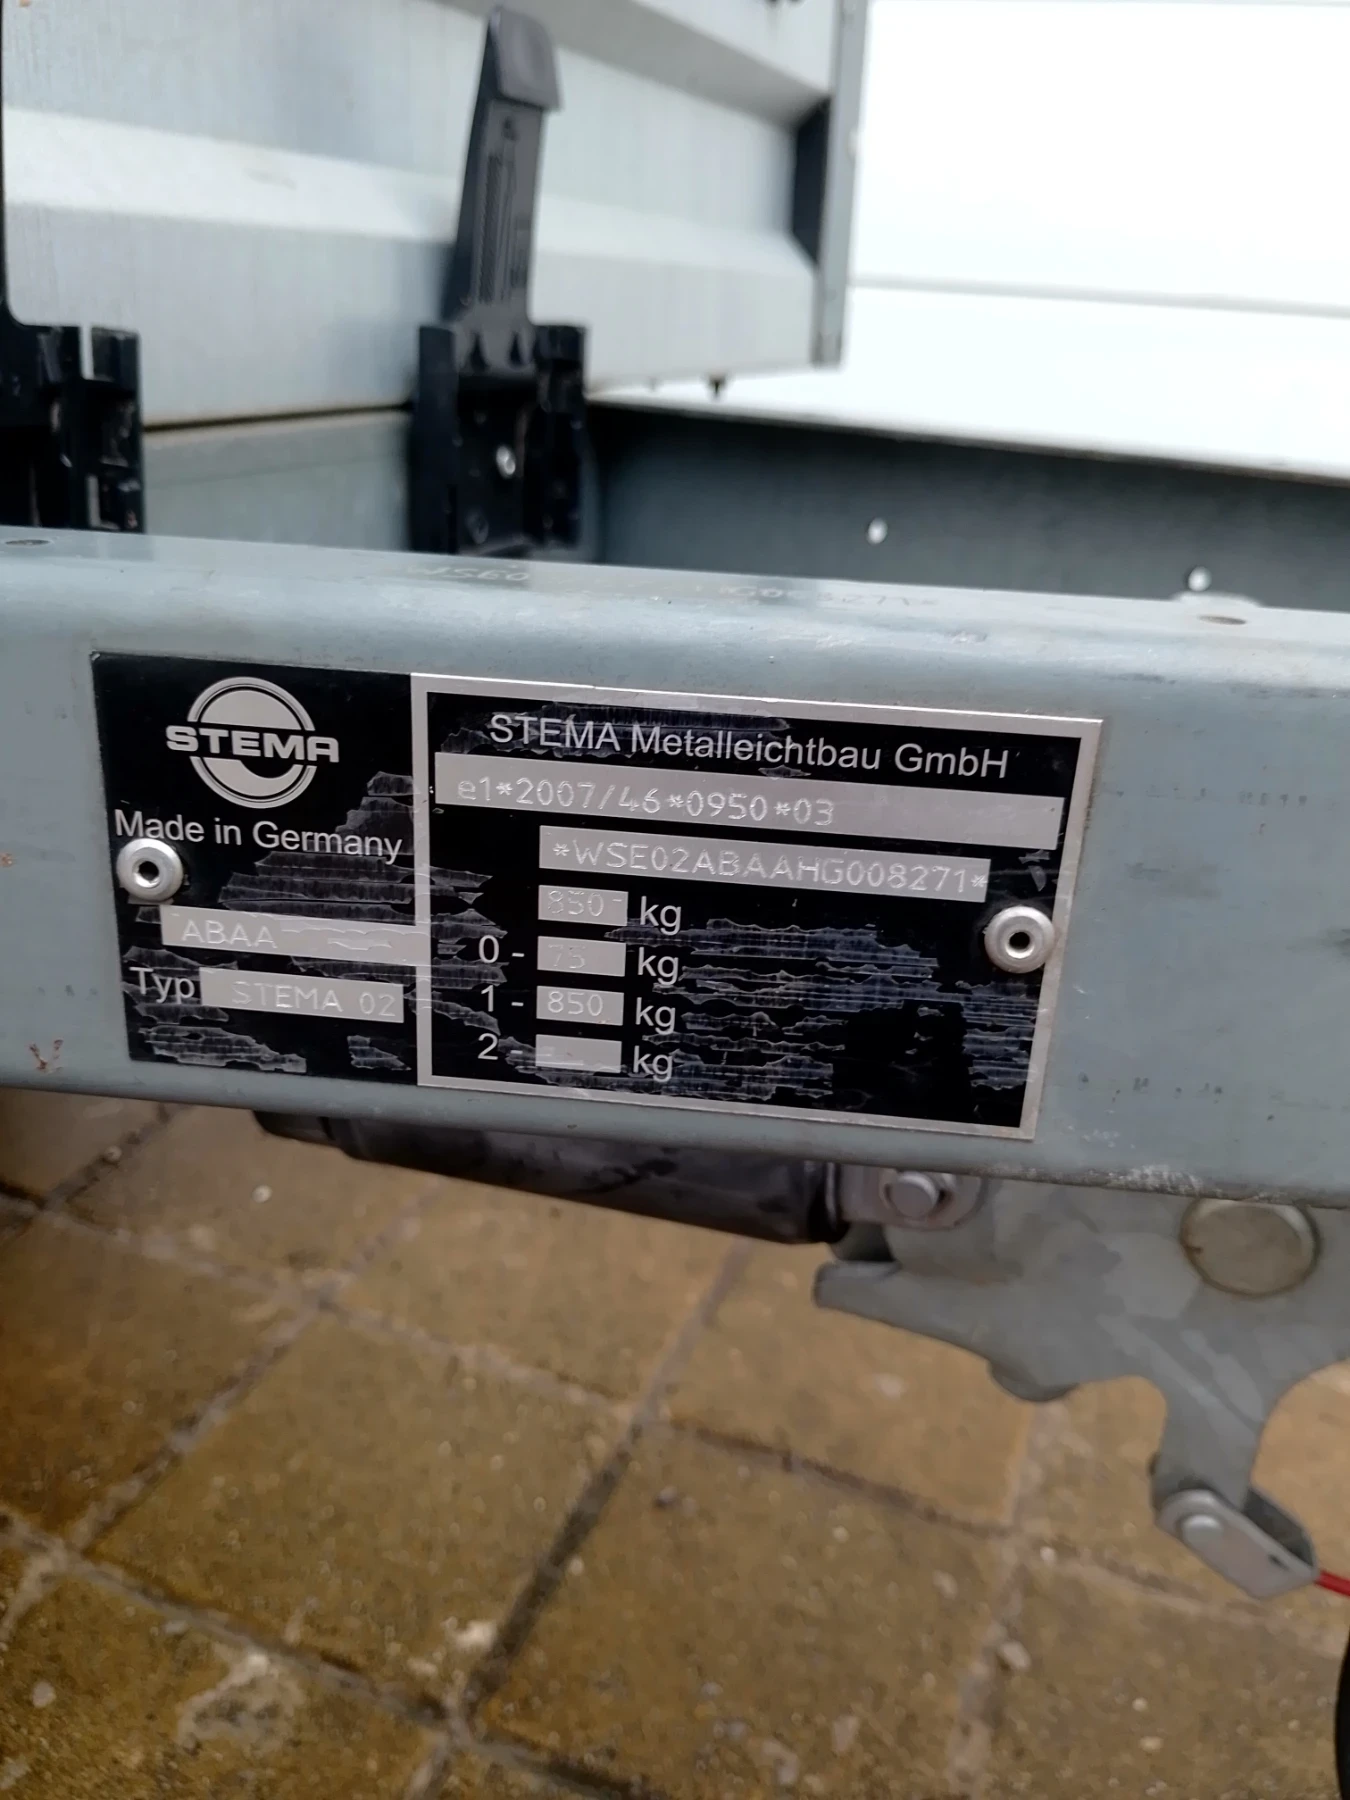 STEMA
Made in Germany
ABAA
Typ STEMA 02
STEMA Metalleichtbau GmbH
e1*2007/46*0950*03
*WSE02ABAAHG008271*
850 kg
0 - 75 kg
1 - 850 kg
2 - kg